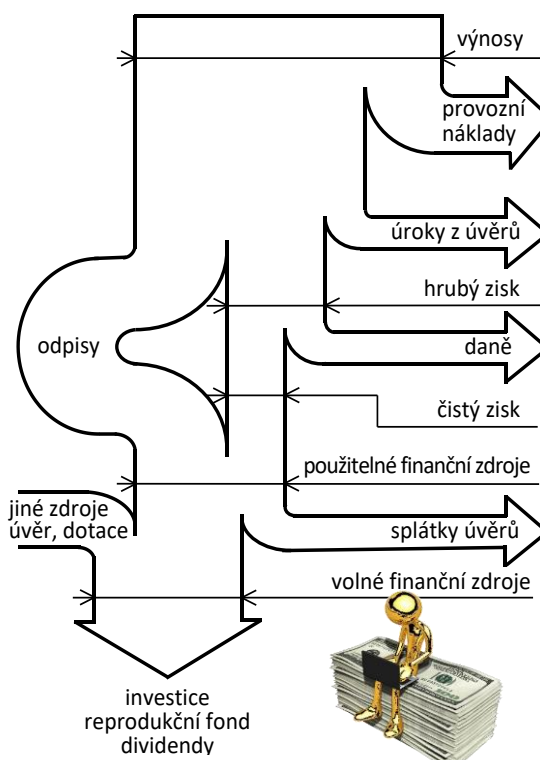 výnosy
provozní
náklady
úroky z úvěrů
hrubý zisk
odpisy
daně
čistý zisk
použitelné finanční zdroje
jiné zdroje
úvěr, dotace
splátky úvěrů
volné finanční zdroje
investice
reprodukční fond
dividendy